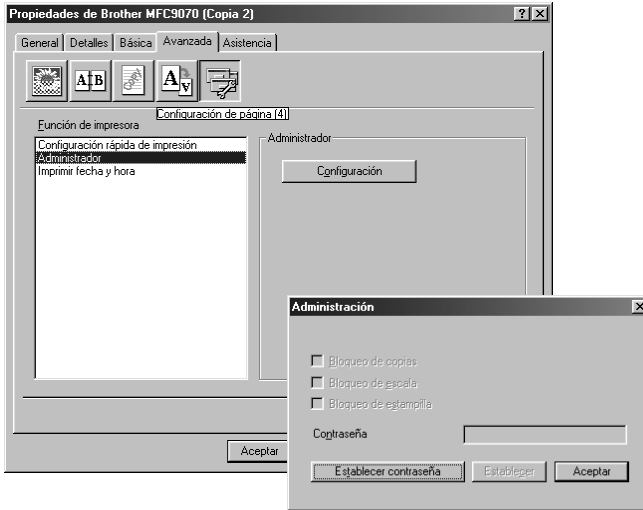 Propiedades de Brother MFC9070 (Copia 2)
General Detalles Básica Avanzada Asistencia
Configuración de página (4)
Función de impresora
Configuración rápida de impresión
Administrador
Imprimir fecha y hora
Administrador
Configuración
Aceptar
Administración
Bloqueo de copias
Bloqueo de escala
Bloqueo de estampilla
Contraseña
Establecer contraseña Establecer Aceptar